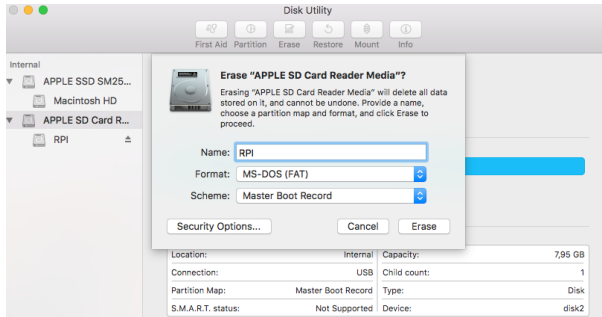 Disk Utility
First Aid Partition Erase Restore Mount Info
Internal
APPLE SSD SM25...
Macintosh HD
APPLE SD Card R...
RPI
Erase “APPLE SD Card Reader Media”?
Erasing “APPLE SD Card Reader Media” will delete all data
stored on it, and cannot be undone. Provide a name,
choose a partition map and format, and click Erase to
proceed.
Name: RPI
Format: MS-DOS (FAT)
Scheme: Master Boot Record
Security Options... Cancel Erase
Location: Internal Capacity: 7,95 GB
Connection: USB Child count: 1
Partition Map: Master Boot Record Type: Disk
S.M.A.R.T. status: Not Supported Device: disk2